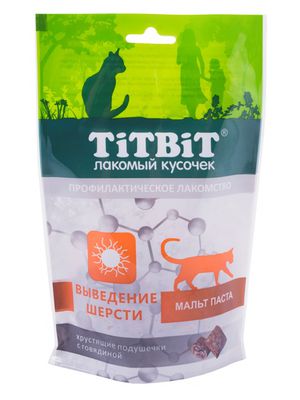 TiTBiT®
лакомый кусочек
ПРОФИЛАКТИЧЕСКОЕ ЛАКОМСТВО
ВЫВЕДЕНИЕ
ШЕРСТИ
МАЛЬТ ПАСТА
хрустящие подушечки
с говядиной